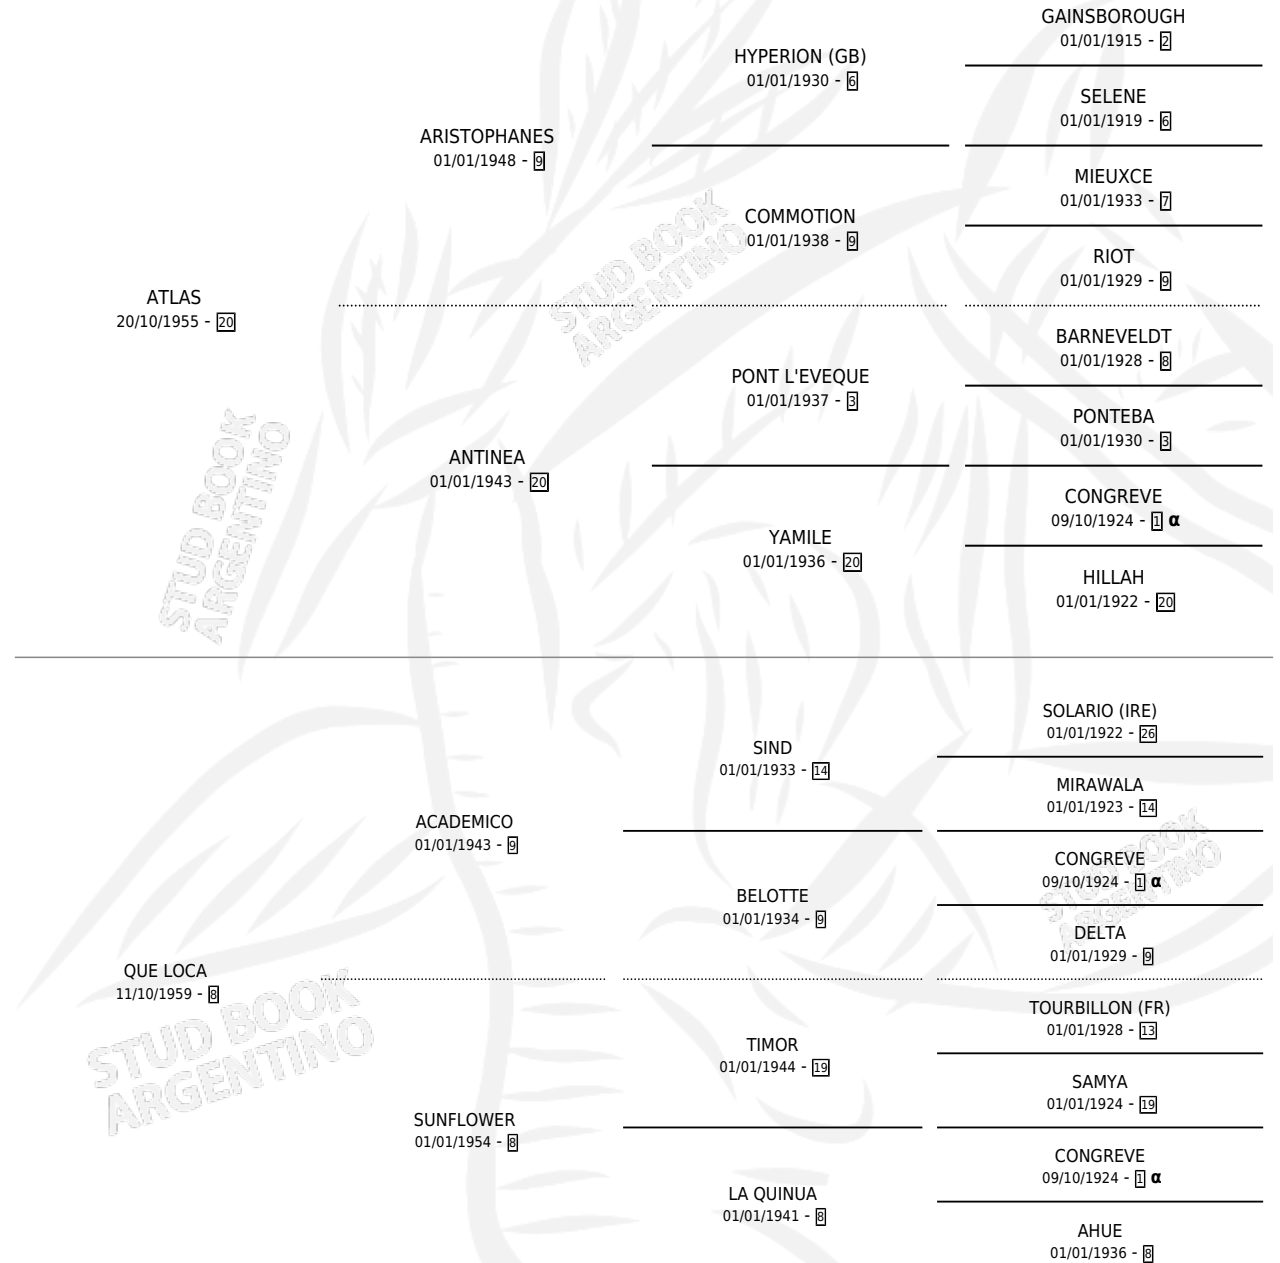 GAINSBOROUGH
01/01/1915 - 2
HYPERION (GB)
01/01/1930 - 6
SELENE
01/01/1919 - 6
ARISTOPHANES
01/01/1948 - 9
MIEUXCE
01/01/1933 - 7
COMMOTION
01/01/1938 - 9
RIOT
01/01/1929 - 9
ATLAS
20/10/1955 - 20
BARNEVELDT
01/01/1928 - 8
PONT L'EVEQUE
01/01/1937 - 3
PONTEBA
01/01/1930 - 3
ANTINEA
01/01/1943 - 20
CONGREVE
09/10/1924 - 1 α
YAMILE
01/01/1936 - 20
HILLAH
01/01/1922 - 20
SOLARIO (IRE)
01/01/1922 - 26
SIND
01/01/1933 - 14
MIRAWALA
01/01/1923 - 14
ACADEMICO
01/01/1943 - 9
CONGREVE
09/10/1924 - 1 α
BELOTTE
01/01/1934 - 9
DELTA
01/01/1929 - 9
QUE LOCA
11/10/1959 - 8
TOURBILLON (FR)
01/01/1928 - 13
TIMOR
01/01/1944 - 19
SAMYA
01/01/1924 - 19
SUNFLOWER
01/01/1954 - 8
CONGREVE
09/10/1924 - 1 α
LA QUINUA
01/01/1941 - 8
AHUE
01/01/1936 - 8
STUD BOOK
ARGENTINO
STUD BOOK
ARGENTINO
STUD BOOK
ARGENTINO
STUD BOOK
ARGENTINO